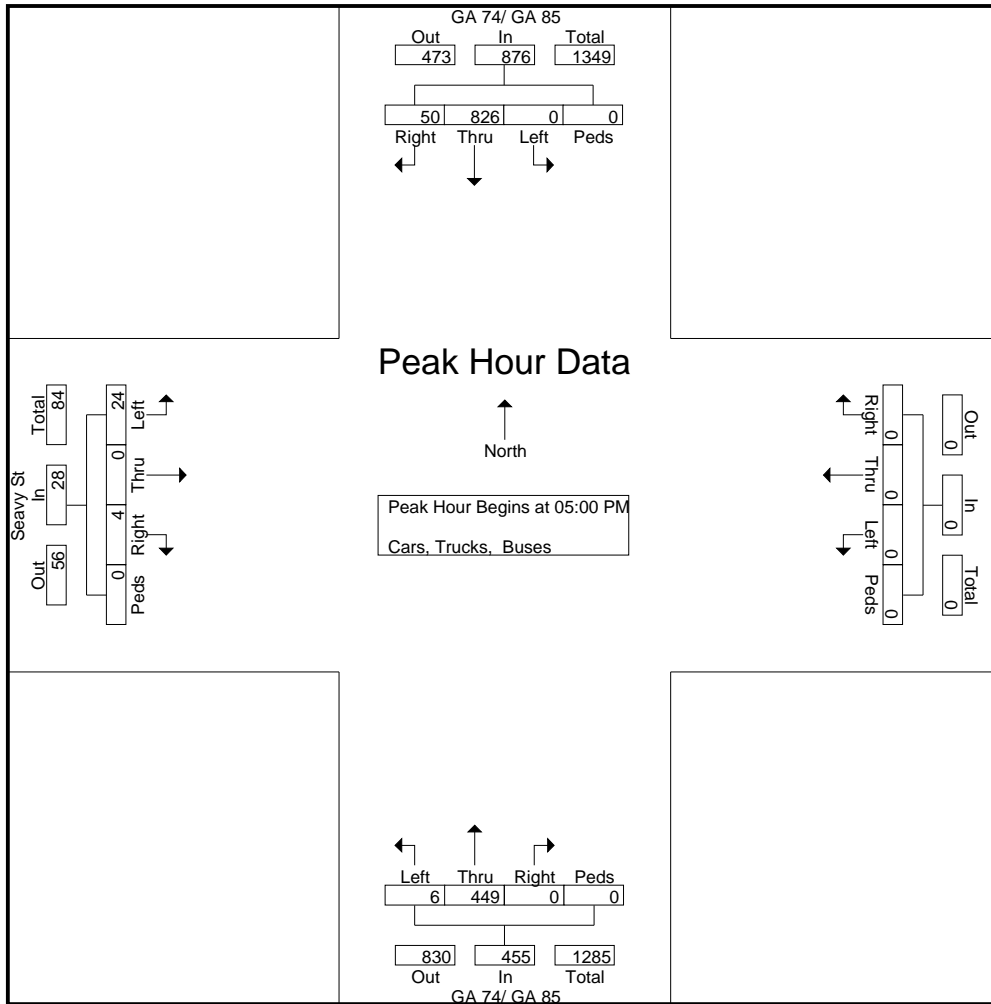 GA 74/ GA 85
Out In Total
473 876 1349
50 826 0 0
Right Thru Left Peds
Peak Hour Data
North
Peak Hour Begins at 05:00 PM
Cars, Trucks, Buses
Seavy St
Total In Out
84 28 56
24 0 4 0
Left Thru Right Peds
Right Thru Left Peds
0 0 0 0
Out In Total
0 0 0
Left Thru Right Peds
6 449 0 0
830 455 1285
Out In Total
GA 74/ GA 85